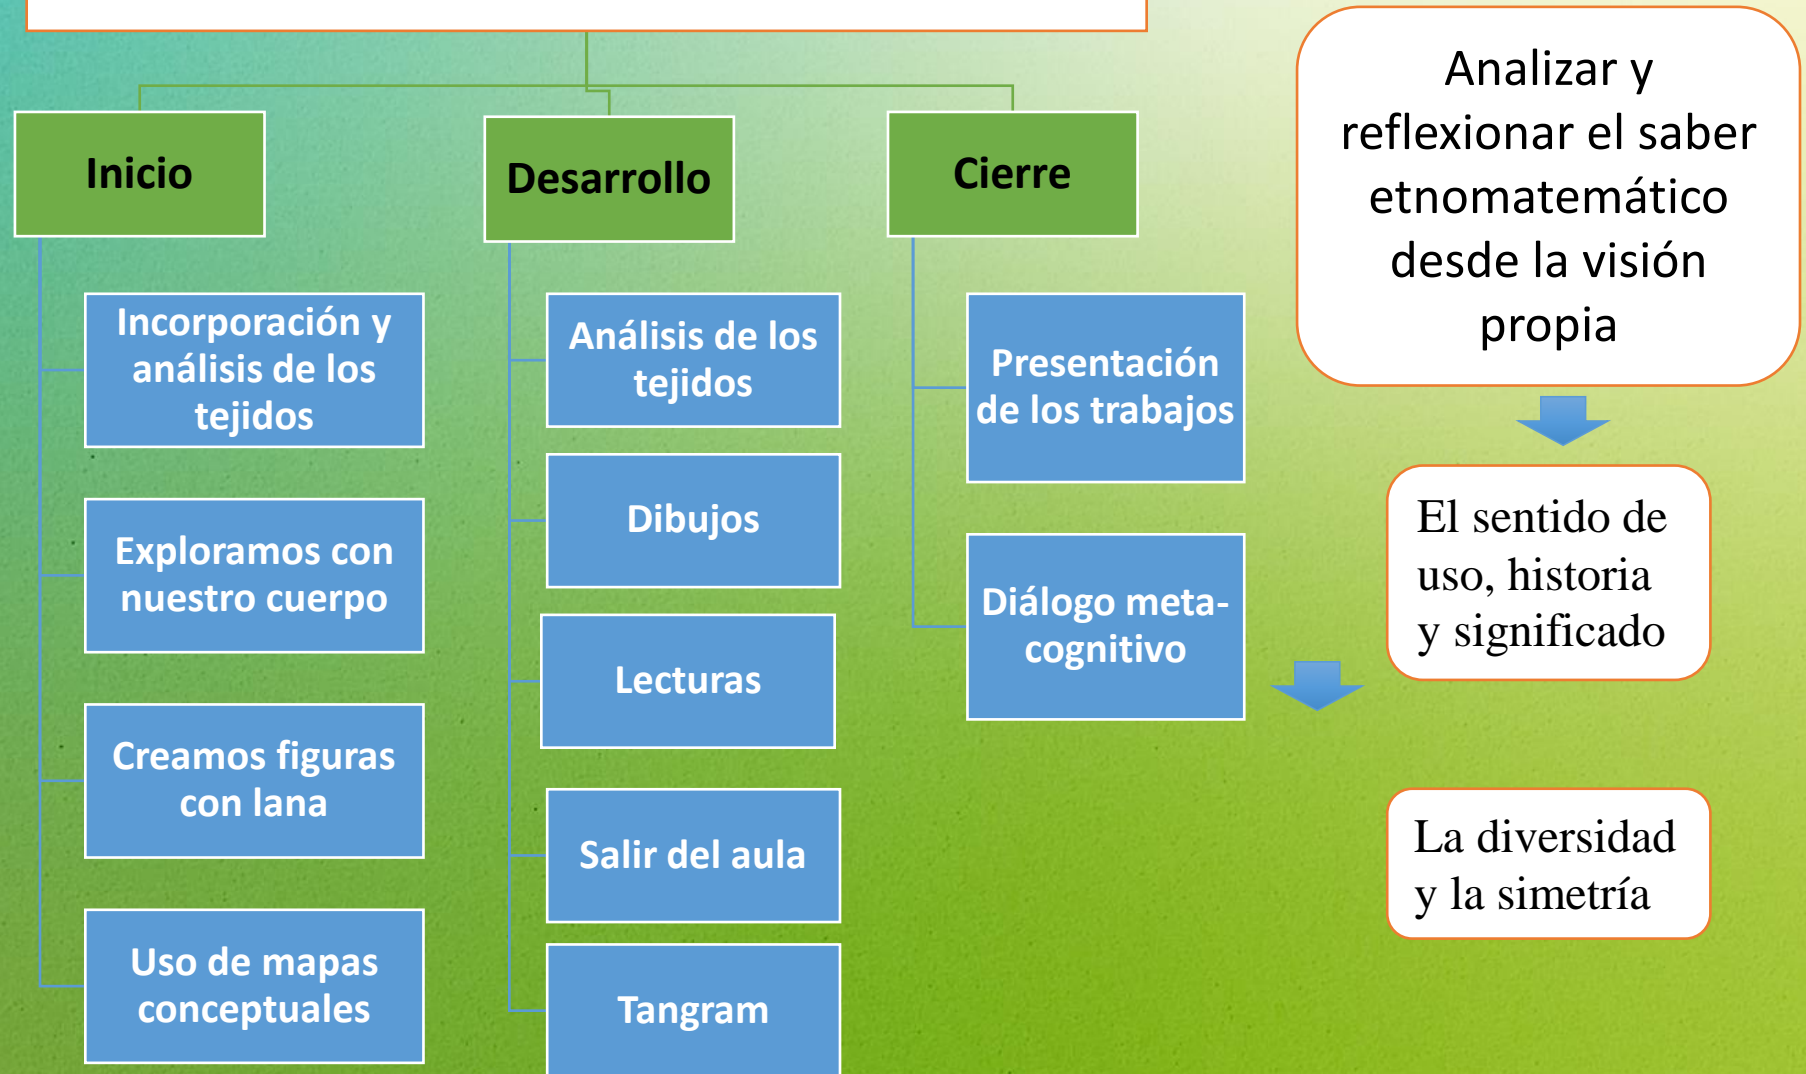 Inicio
Incorporación y
análisis de los
tejidos
Exploramos con
nuestro cuerpo
Creamos figuras
con lana
Uso de mapas
conceptuales
Desarrollo
Análisis de los
tejidos
Dibujos
Lecturas
Salir del aula
Tangram
Cierre
Presentación
de los trabajos
Diálogo meta-
cognitivo
Analizar y
reflexionar el saber
etnomatemático
desde la visión
propia
El sentido de
uso, historia
y significado
La diversidad
y la simetría